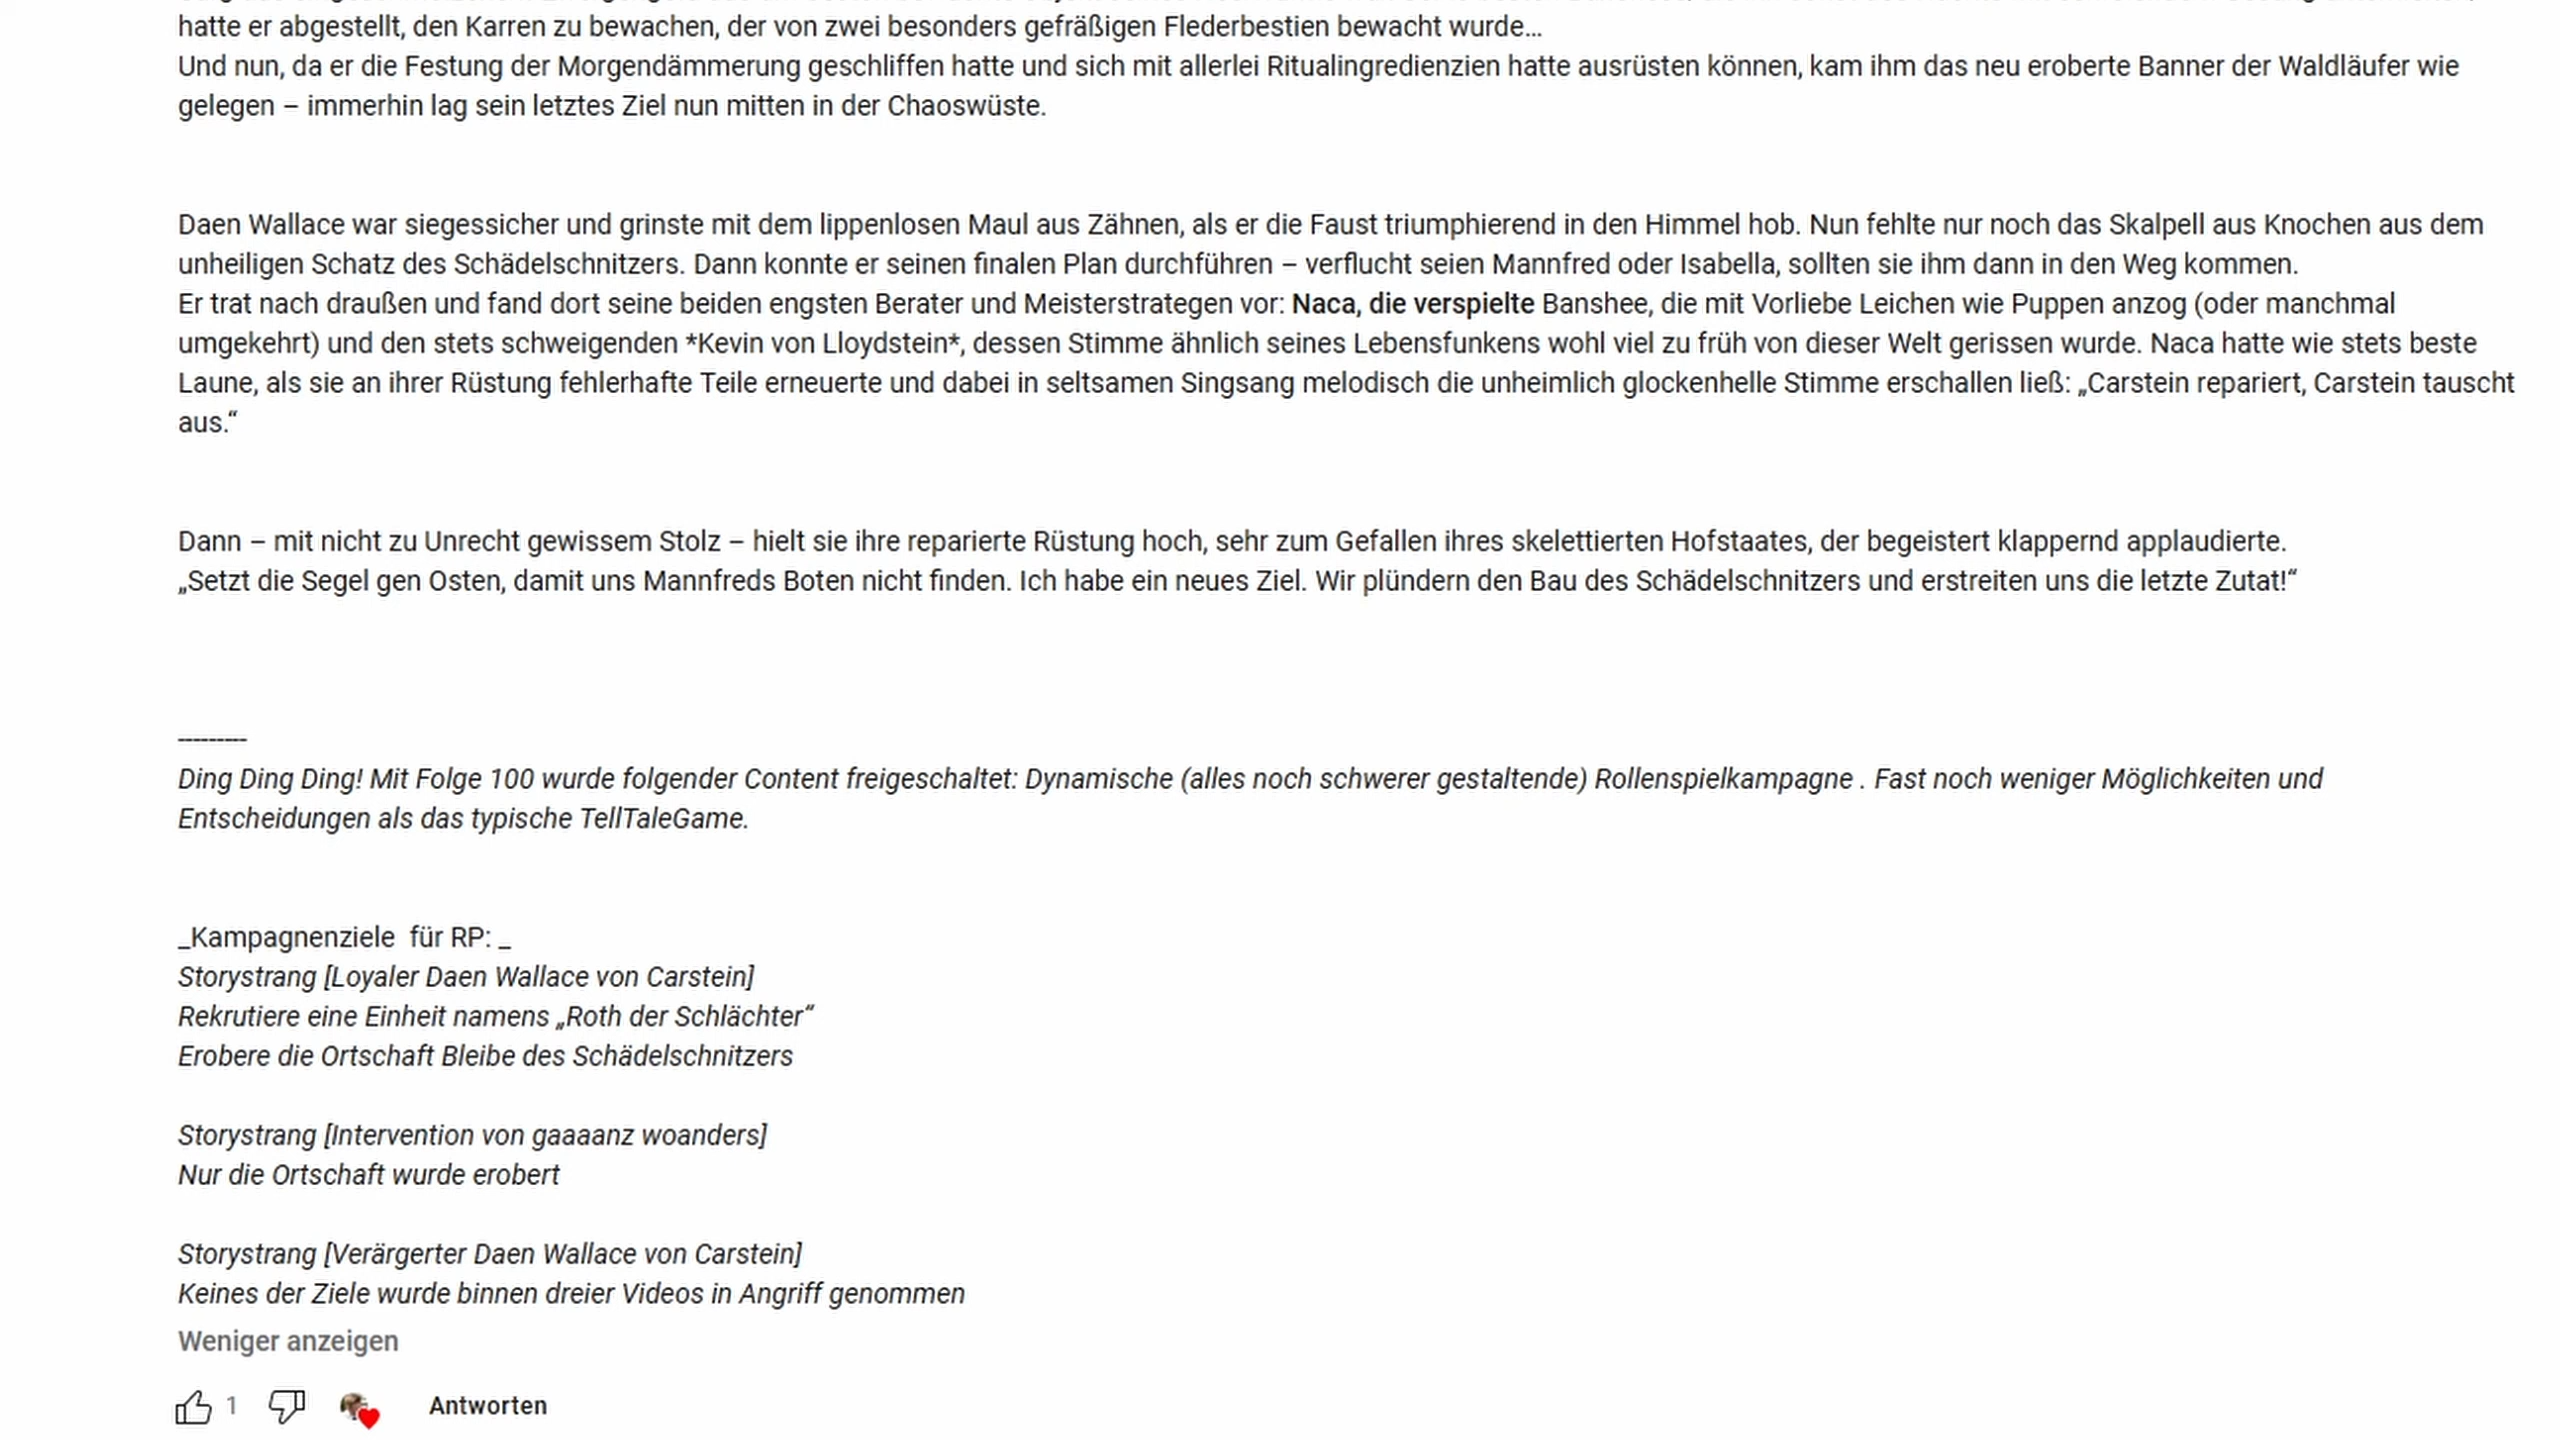 hatte er abgestellt, den Karren zu bewachen, der von zwei besonders gefräßigen Flederbestien bewacht wurde…
Und nun, da er die Festung der Morgendämmerung geschliffen hatte und sich mit allerlei Ritualingredienzien hatte ausrüsten können, kam ihm das neu eroberte Banner der Waldläufer wie
gelegen – immerhin lag sein letztes Ziel nun mitten in der Chaoswüste.
Daen Wallace war siegessicher und grinste mit dem lippenlosen Maul aus Zähnen, als er die Faust triumphierend in den Himmel hob. Nun fehlte nur noch das Skalpell aus Knochen aus dem
unheiligen Schatz des Schädelschnitzers. Dann konnte er seinen finalen Plan durchführen – verflucht seien Mannfred oder Isabella, sollten sie ihm dann in den Weg kommen.
Er trat nach draußen und fand dort seine beiden engsten Berater und Meisterstrategen vor: Naca, die verspielte Banshee, die mit Vorliebe Leichen wie Puppen anzog (oder manchmal
umgekehrt) und den stets schweigenden *Kevin von Lloydstein*, dessen Stimme ähnlich seines Lebensfunkens wohl viel zu früh von dieser Welt gerissen wurde. Naca hatte wie stets beste
Laune, als sie an ihrer Rüstung fehlerhafte Teile erneuerte und dabei in seltsamen Singsang melodisch die unheimlich glockenhelle Stimme erschallen ließ: „Carstein repariert, Carstein tauscht
aus.“
Dann – mit nicht zu Unrecht gewissem Stolz – hielt sie ihre reparierte Rüstung hoch, sehr zum Gefallen ihres skelettierten Hofstaates, der begeistert klappernd applaudierte.
„Setzt die Segel gen Osten, damit uns Mannfreds Boten nicht finden. Ich habe ein neues Ziel. Wir plündern den Bau des Schädelschnitzers und erstreiten uns die letzte Zutat!“
---------
Ding Ding Ding! Mit Folge 100 wurde folgender Content freigeschaltet: Dynamische (alles noch schwerer gestaltende) Rollenspielkampagne . Fast noch weniger Möglichkeiten und
Entscheidungen als das typische TellTaleGame.
_Kampagnenziele  für RP: _
Storystrang [Loyaler Daen Wallace von Carstein]
Rekrutiere eine Einheit namens „Roth der Schlächter“
Erobere die Ortschaft Bleibe des Schädelschnitzers
Storystrang [Intervention von gaaaanz woanders]
Nur die Ortschaft wurde erobert
Storystrang [Verärgerter Daen Wallace von Carstein]
Keines der Ziele wurde binnen dreier Videos in Angriff genommen
Weniger anzeigen
1 Antworten